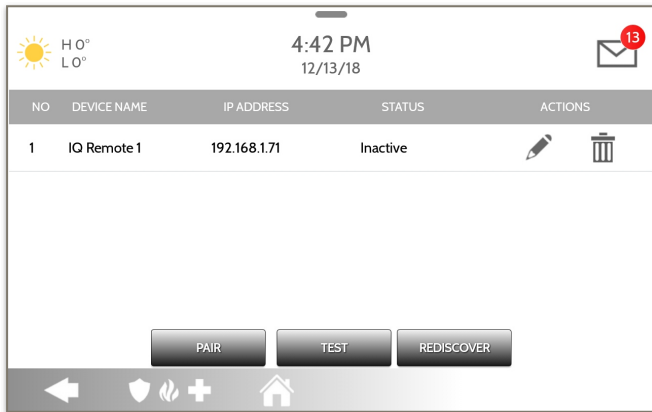 H 0°
L 0°
4:42 PM
12/13/18
13
NO DEVICE NAME IP ADDRESS STATUS ACTIONS
1 IQ Remote 1 192.168.1.71 Inactive
PAIR TEST REDISCOVER